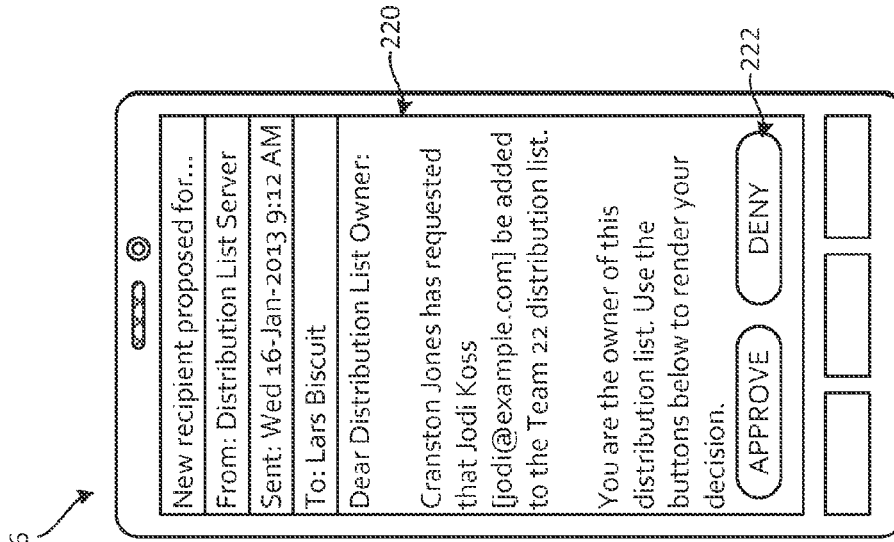 New recipient proposed for...
From: Distribution List Server
Sent: Wed 16-Jan-2013 9:12 AM
To: Lars Biscuit
Dear Distribution List Owner:
Cranston Jones has requested
that Jodi Koss
[jodi@example.com] be added
to the Team 22 distribution list.
You are the owner of this
distribution list. Use the
buttons below to render your
decision.
APPROVE
DENY
220
222
6